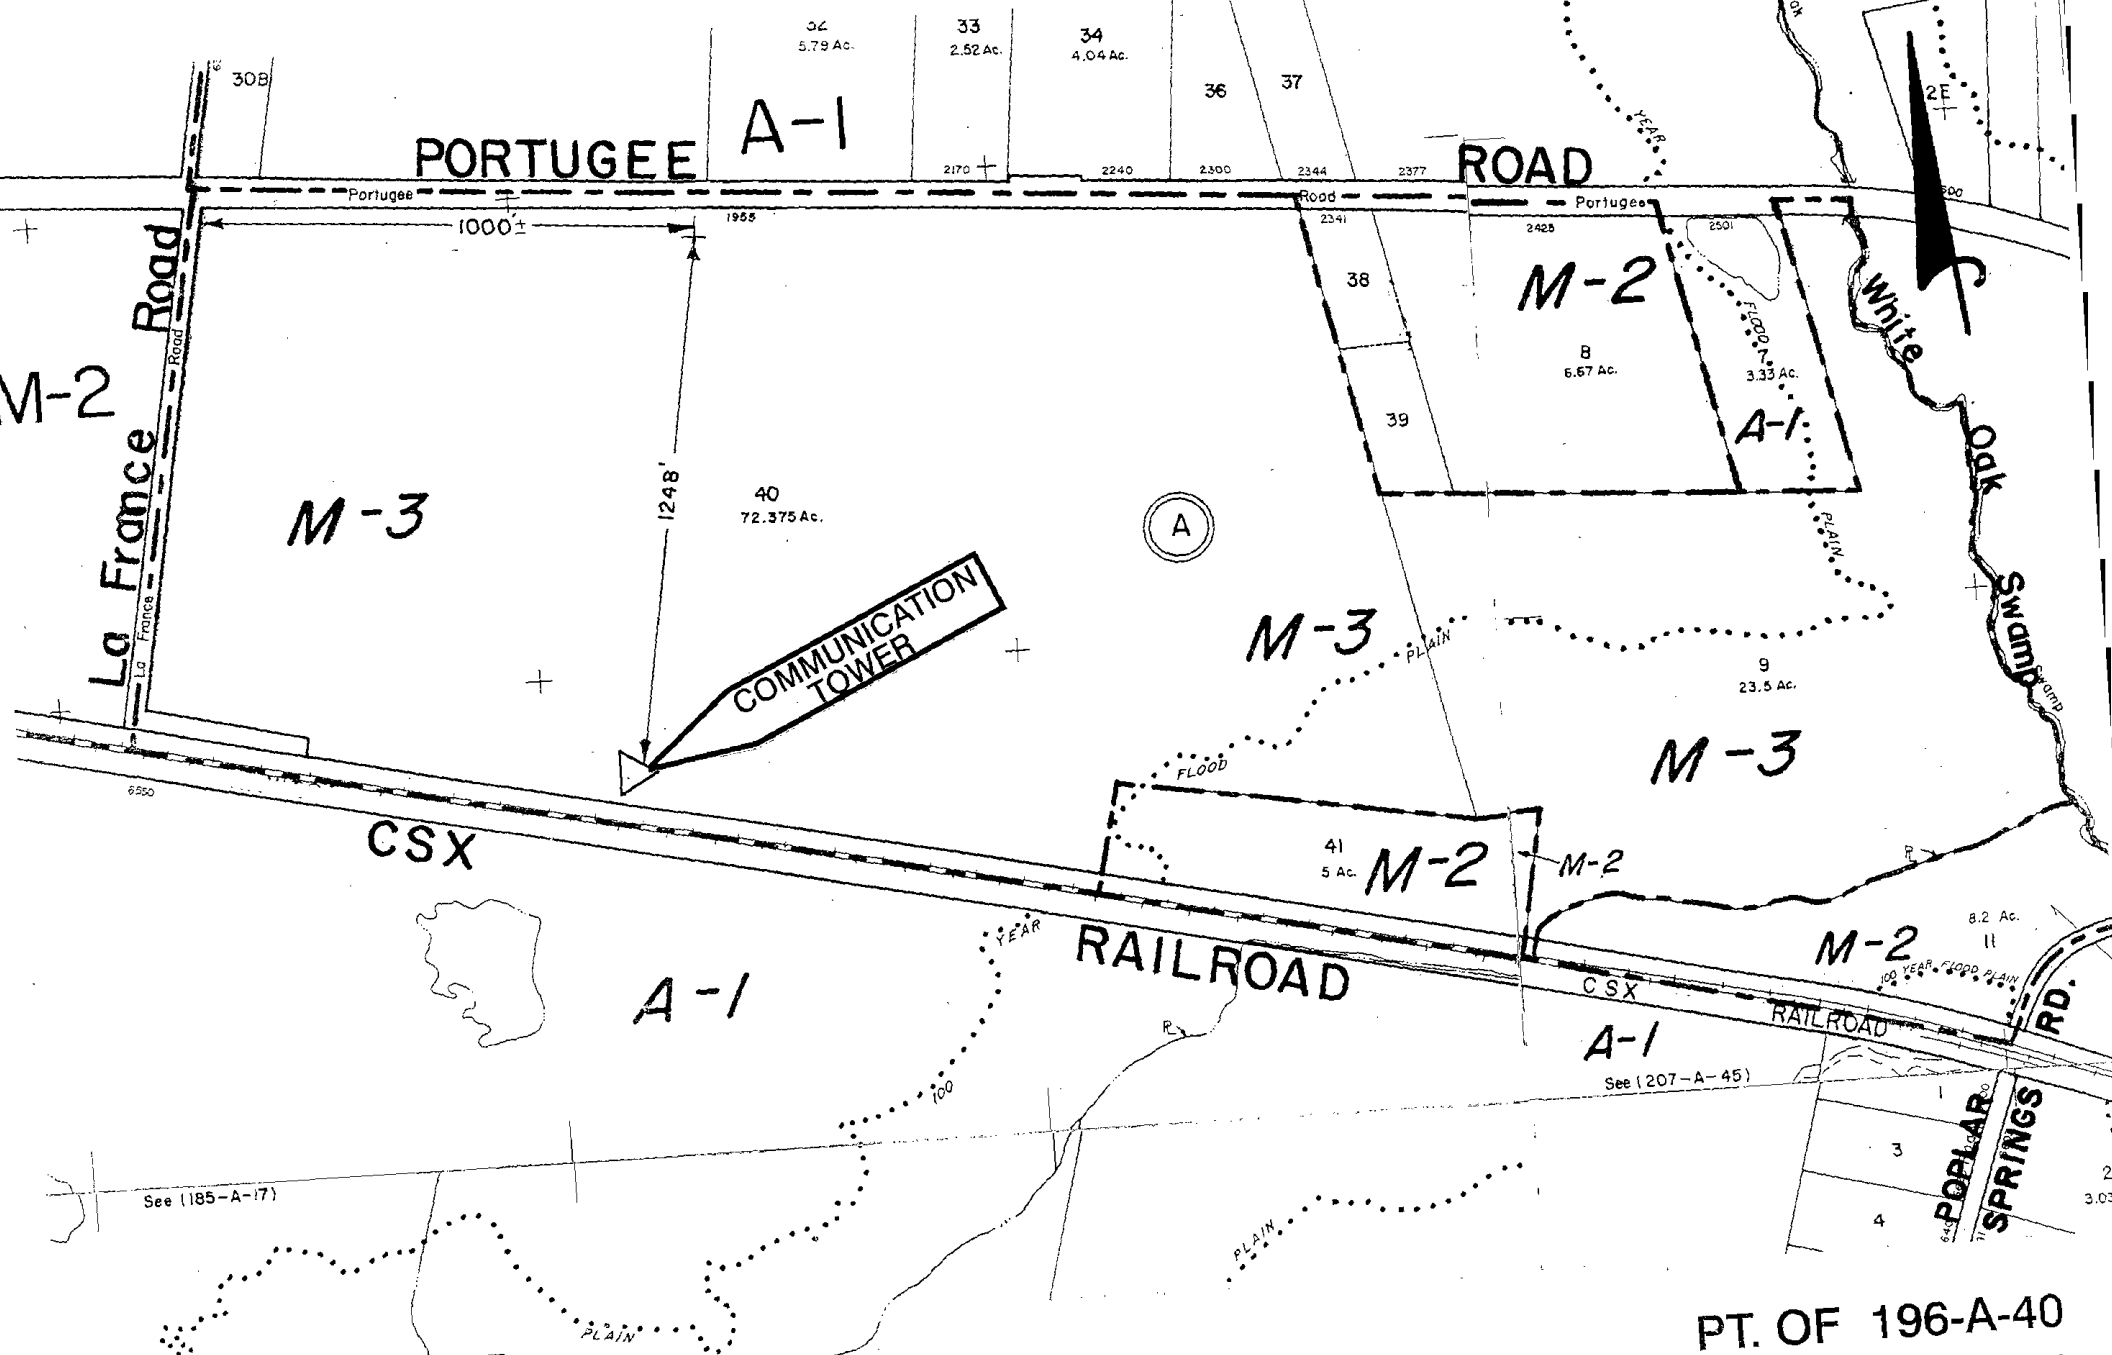 30B
5.79 Ac.
33
2.52 Ac.
34
4.04 Ac.
36
37
2E
A-1
PORTUGEE
ROAD
YEAR
2170
2240
2300
2344
2377
Portugee
Road
Portugee
1000'±
1955
2341
2425
2501
La France Road
Road
La France
M-2
M-3
1248'
40
72.375 Ac.
A
38
39
M-2
8
6.67 Ac.
FLOOD
7
3.33 Ac.
A-1
PLAIN
White Oak Swamp
Swamp
COMMUNICATION
TOWER
M-3
PLAIN
FLOOD
9
23.5 Ac.
M-3
6550
CSX
RAILROAD
41
5 Ac.
M-2
M-2
8.2 Ac.
11
M-2
100 YEAR FLOOD PLAIN
CSX
RAILROAD
A-1
YEAR
100
A-1
See (207-A-45)
See (185-A-17)
PLAIN
PLAIN
1
3
4
2
POPLAR
SPRINGS
RD.
PT. OF 196-A-40